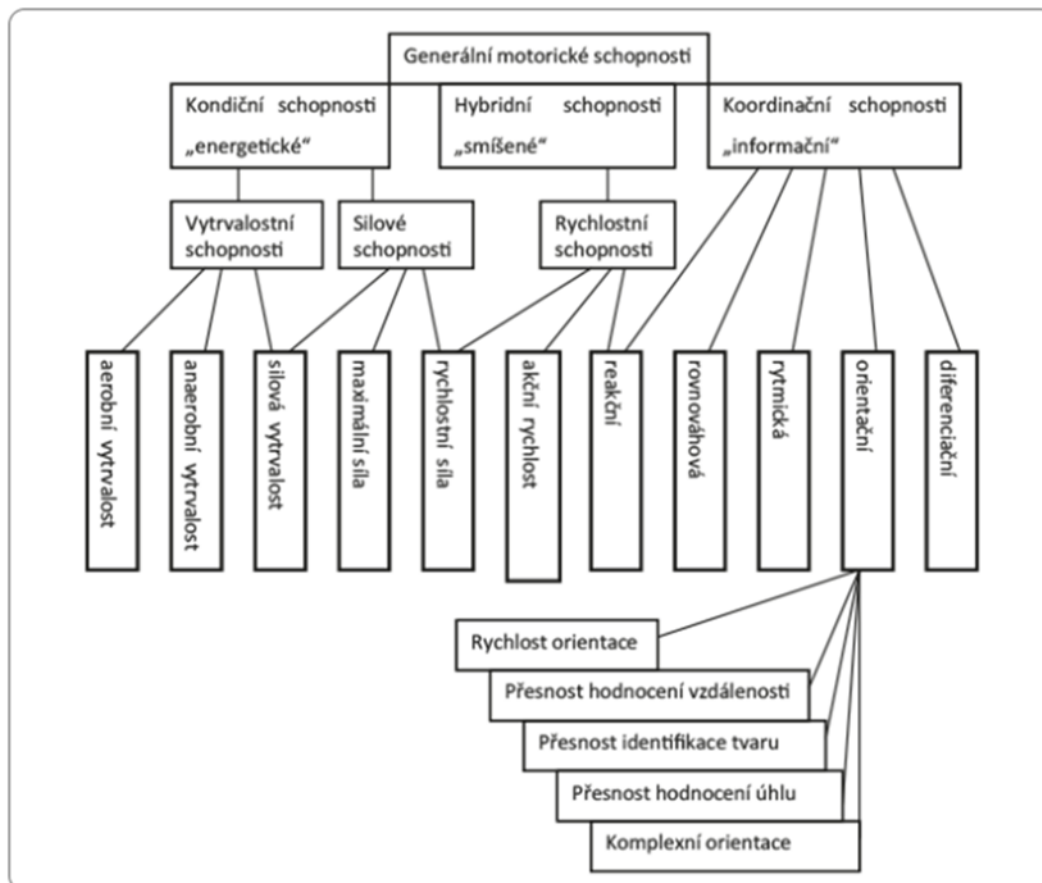 Generální motorické schopnosti
Kondiční schopnosti
„energetické“
Hybridní schopnosti
„smíšené“
Koordinační schopnosti
„informační“
Vytrvalostní
schopnosti
Silové
schopnosti
Rychlostní
schopnosti
aerobní vytrvalost
anaerobní vytrvalost
silová vytrvalost
maximální síla
rychlostní síla
akční rychlost
reakční
rovnováhová
rytmická
orientační
diferenciační
Rychlost orientace
Přesnost hodnocení vzdáleností
Přesnost identifikace tvaru
Přesnost hodnocení úhlu
Komplexní orientace